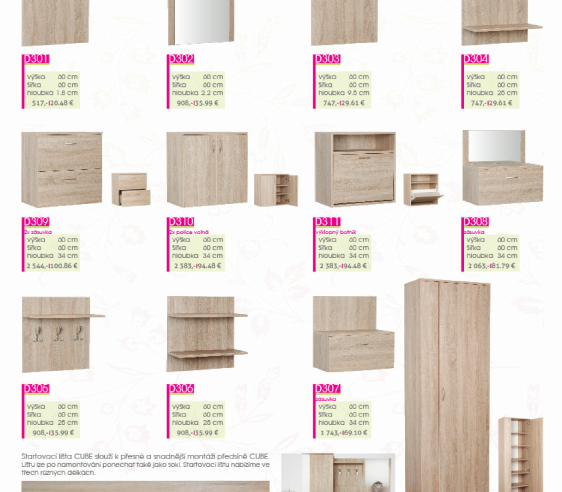 D301
výška 60 cm
šířka 60 cm
hloubka 1.8 cm
517,-|20.48 €
D302
výška 60 cm
šířka 60 cm
hloubka 2.2 cm
908,-|35.99 €
D303
výška 60 cm
šířka 60 cm
hloubka 9.5 cm
747,-|29.61 €
D304
výška 60 cm
šířka 60 cm
hloubka 25 cm
747,-|29.61 €
D309
2x zásuvka
výška 60 cm
šířka 60 cm
hloubka 34 cm
2 544,-|100.86 €
D310
2x police volná
výška 60 cm
šířka 60 cm
hloubka 34 cm
2 383,-|94.48 €
D311
výklopný botník
výška 60 cm
šířka 60 cm
hloubka 34 cm
2 383,-|94.48 €
D308
zásuvka
výška 60 cm
šířka 60 cm
hloubka 34 cm
2 063,-|81.79 €
D305
výška 60 cm
šířka 60 cm
hloubka 25 cm
908,-|35.99 €
D306
výška 60 cm
šířka 60 cm
hloubka 25 cm
908,-|35.99 €
D307
zásuvka
výška 60 cm
šířka 60 cm
hloubka 34 cm
1 743,-|69.10 €
Startovací lišta CUBE slouží k přesné a snadnější montáži předsíně CUBE.
Lištu lze po namontování ponechat také jako sokl. Startovací lištu nabízíme ve
třech různých délkách.